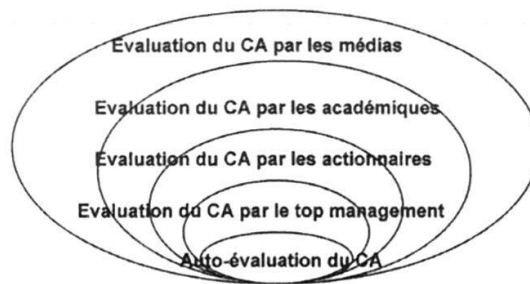 Evaluation du CA par les médias
Evaluation du CA par les académiques
Evaluation du CA par les actionnaires
Evaluation du CA par le top management
Auto-évaluation du CA